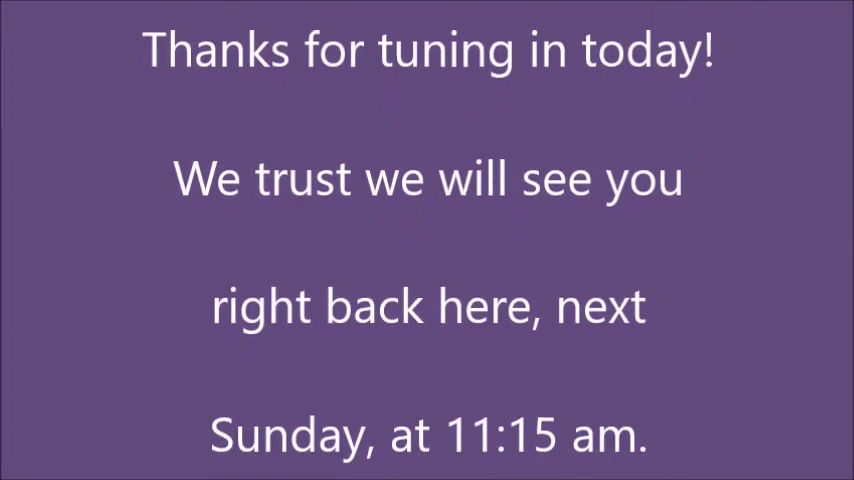 Thanks for tuning in today!
We trust we will see you
right back here, next
Sunday, at 11:15 am.